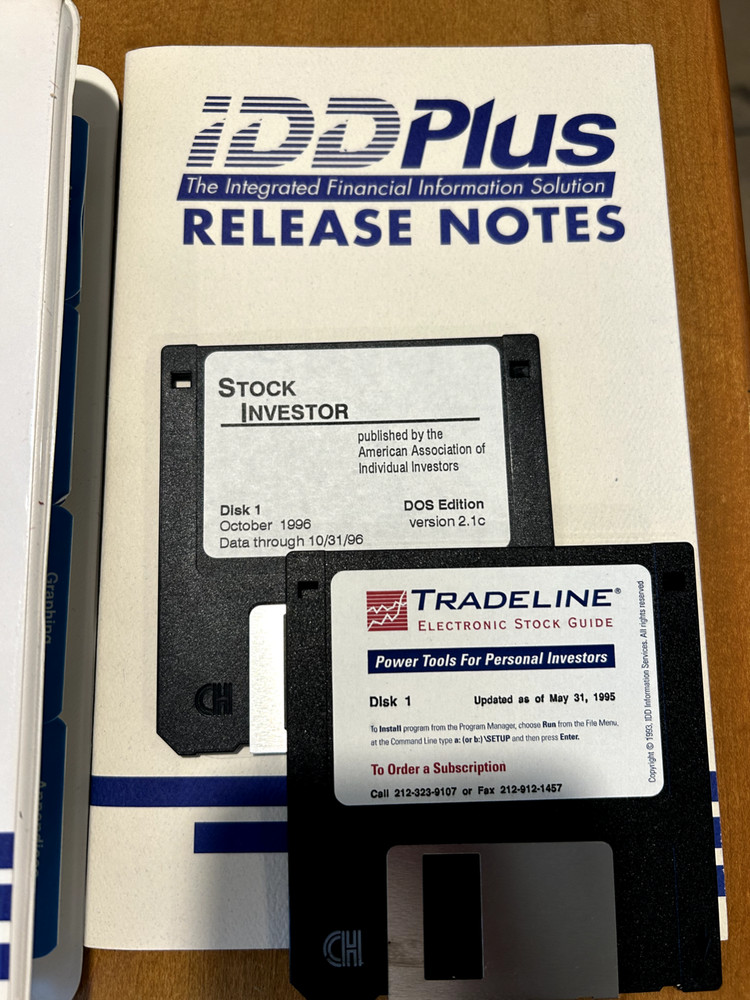 iDD Plus
The Integrated Financial Information Solution
RELEASE NOTES
STOCK
INVESTOR
published by the
American Association of
Individual Investors
Disk 1
October 1996
Data through 10/31/96
DOS Edition
version 2.1c
TRADELINE®
ELECTRONIC STOCK GUIDE
Power Tools For Personal Investors
Disk 1
Updated as of May 31, 1995
To Install program from the Program Manager, choose Run from the File Menu,
at the Command Line type a: (or b:) \SETUP and then press Enter.
To Order a Subscription
Call 212-323-9107 or Fax 212-912-1457
Copyright © 1993, IDD Information Services. All rights reserved
CH
CH
Graphing